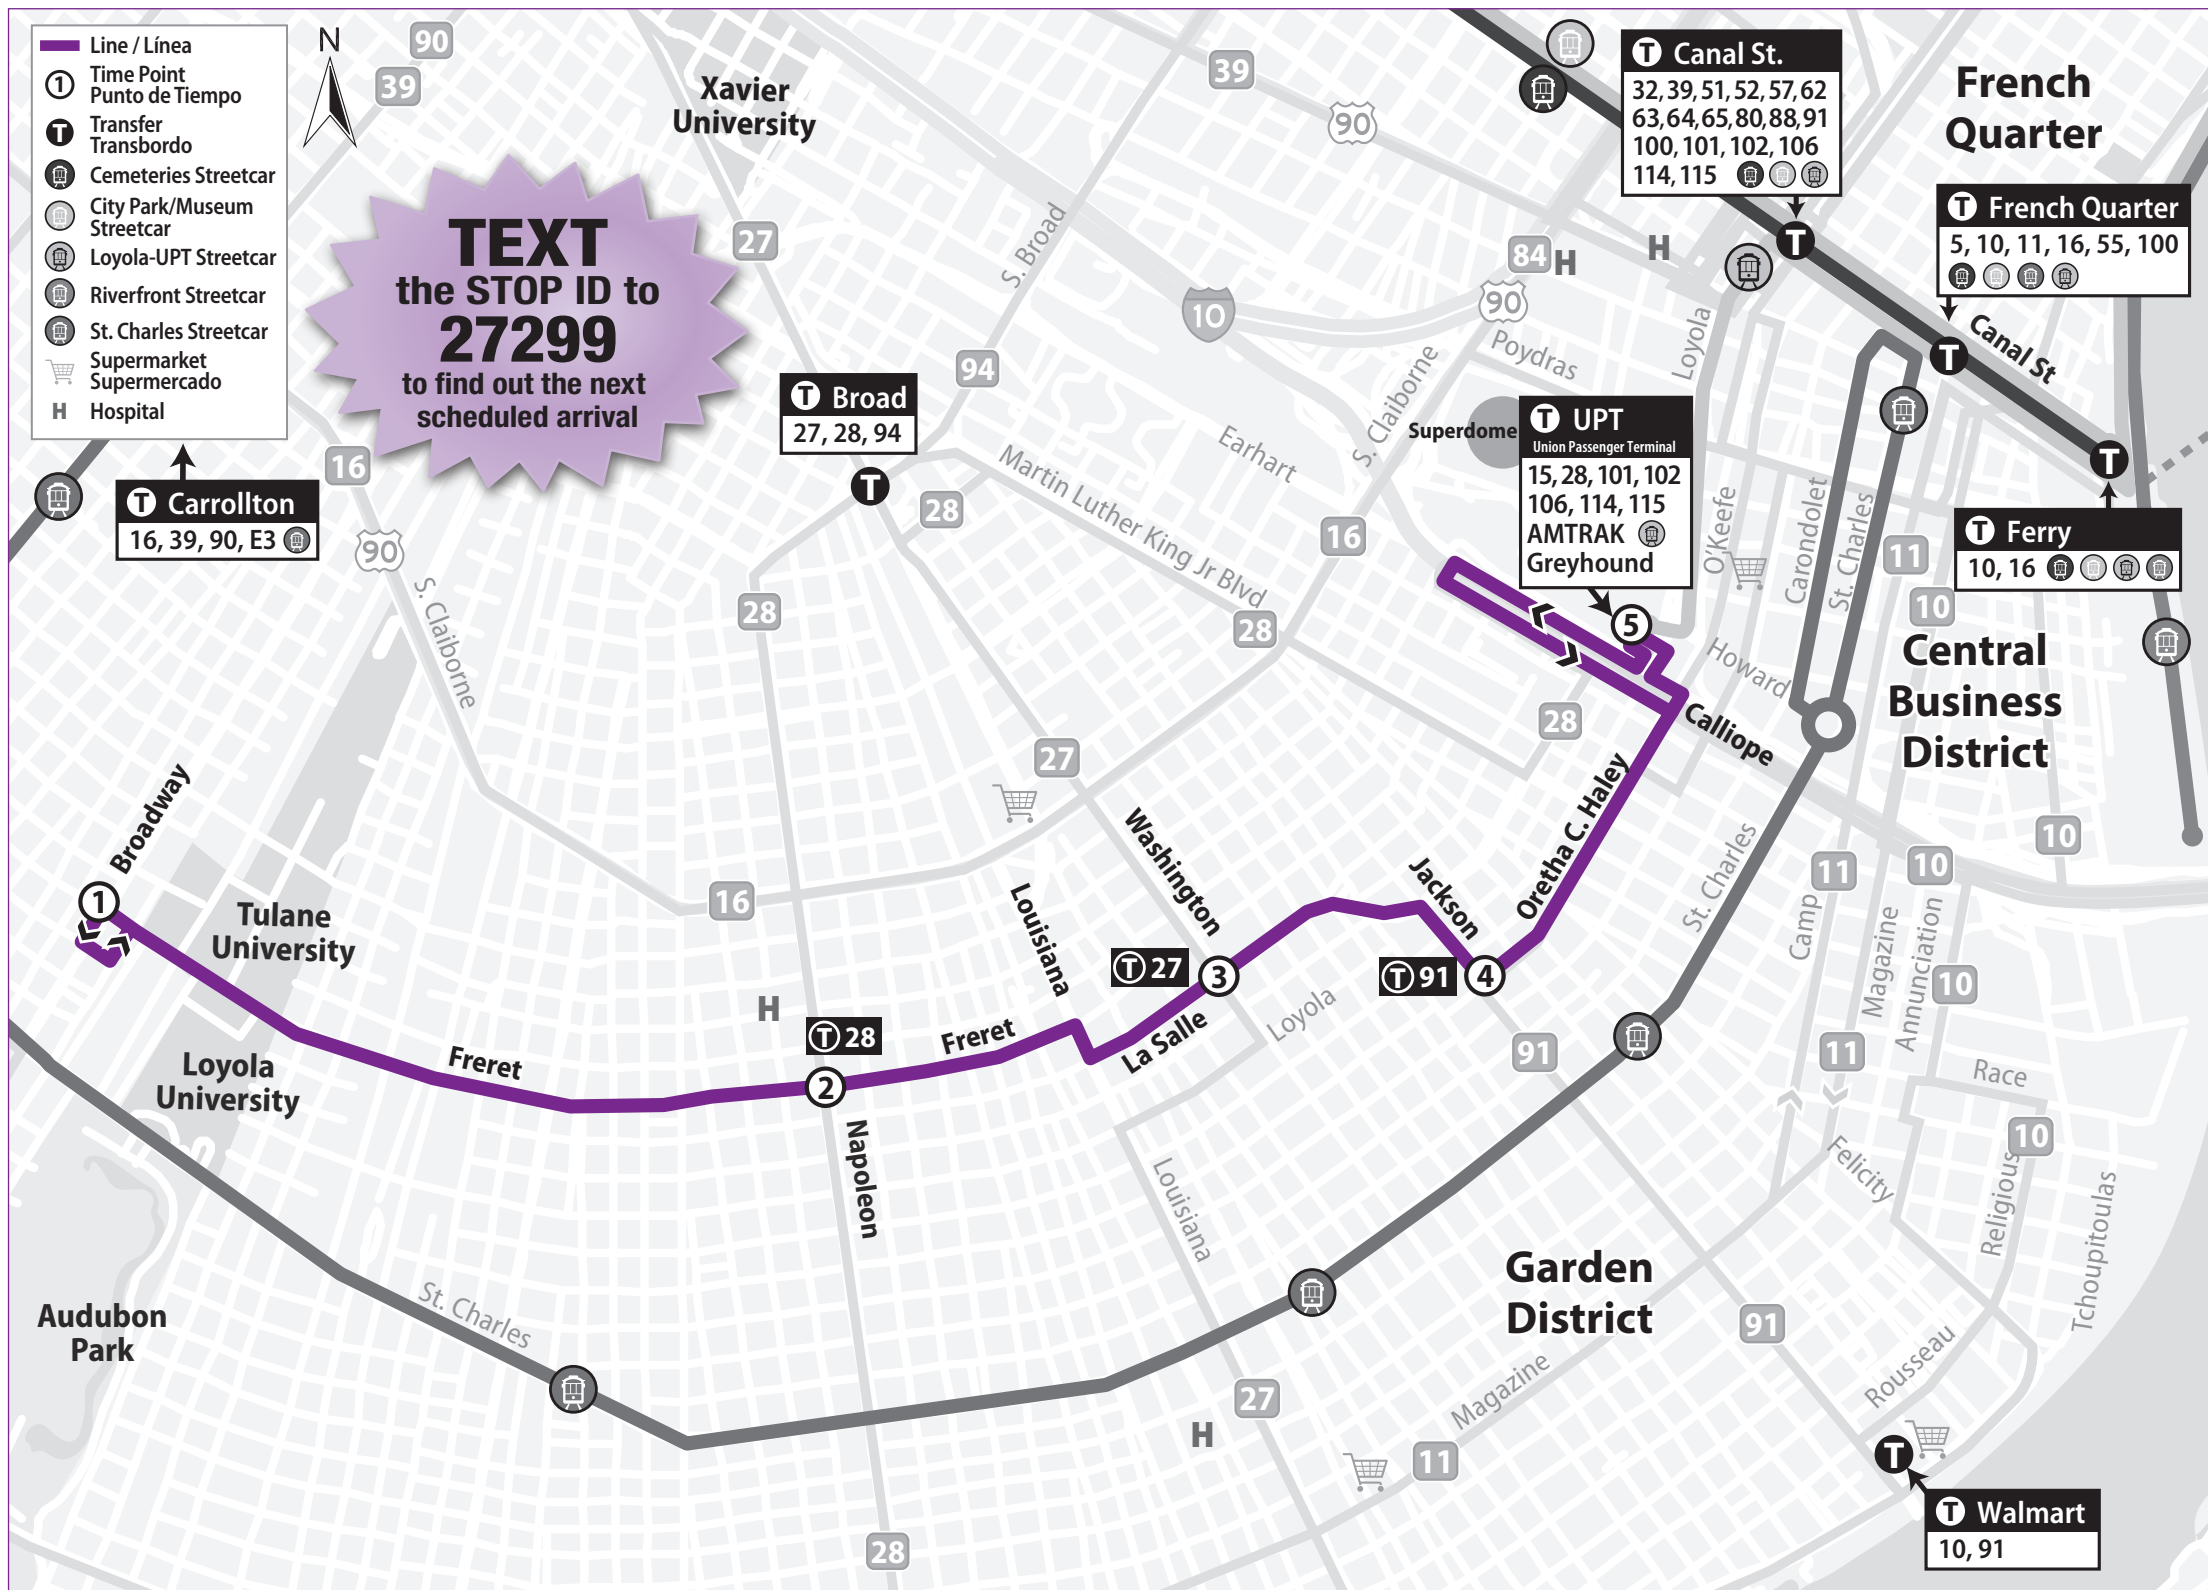 Line / Línea
1
Time Point
Punto de Tiempo
T
Transfer
Transbordo
Cemeteries Streetcar
City Park/Museum
Streetcar
Loyola-UPT Streetcar
Riverfront Streetcar
St. Charles Streetcar
Supermarket
Supermercado
H Hospital
N
90
39
TEXT
the STOP ID to
27299
to find out the next
scheduled arrival
Xavier
University
39
90
T Canal St.
32, 39, 51, 52, 57, 62
63, 64, 65, 80, 88, 91
100, 101, 102, 106
114, 115
T
French
Quarter
T French Quarter
5, 10, 11, 16, 55, 100
T
Canal St
T
T Ferry
10, 16
27
S. Broad
94
10
84
H
H
90
Poydras
Loyola
S. Claiborne
Earhart
Superdome
T UPT
Union Passenger Terminal
15, 28, 101, 102
106, 114, 115
AMTRAK
Greyhound
5
T Broad
27, 28, 94
T
T Carrollton
16, 39, 90, E3
16
90
S. Claiborne
28
28
Martin Luther King Jr Blvd
16
28
O'Keefe
Carondolet
St. Charles
11
10
Howard
Central
Business
District
28
27
Calliope
Oretha C. Haley
Broadway
1
Tulane
University
16
Louisiana
Washington
Jackson
St. Charles
Camp
11
Magazine
10
Annunciation
10
10
T 27
3
T 91
4
H
T 28
2
Freret
Freret
La Salle
Loyola
Loyola
University
91
11
Race
10
Napoleon
Louisiana
Felicity
Religious
Tchoupitoulas
Garden
District
Audubon
Park
St. Charles
91
Rousseau
Magazine
27
H
11
28
T
T Walmart
10, 91